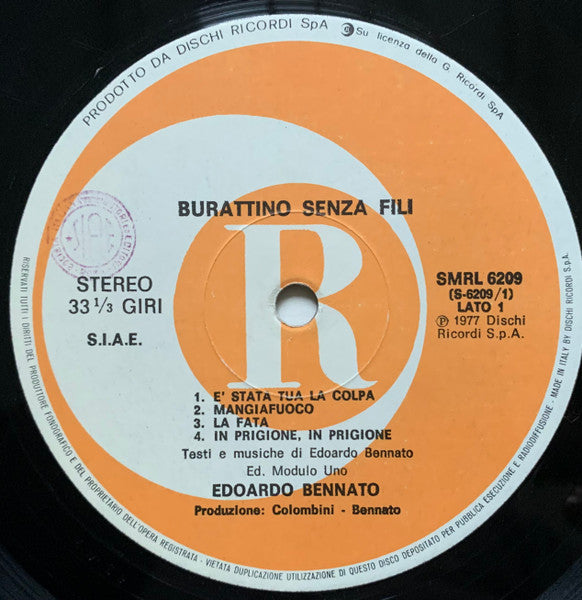 PRODOTTO DA DISCHI RICORDI SpA
Su licenza della G. Ricordi SpA
BURATTINO SENZA FILI
R
S.I.A.E.
STEREO
33 1/3 GIRI
S.I.A.E.
SMRL 6209
(S-6209/1)
LATO 1
Ⓟ 1977 Dischi
Ricordi S.p.A.
1. E' STATA TUA LA COLPA
2. MANGIAFUOCO
3. LA FATA
4. IN PRIGIONE, IN PRIGIONE
Testi e musiche di Edoardo Bennato
Ed. Modulo Uno
EDOARDO BENNATO
Produzione: Colombini - Bennato
RISERVATI TUTTI I DIRITTI DEL PRODUTTORE FONOGRAFICO E DEL PROPRIETARIO DELL'OPERA REGISTRATA - VIETATA DUPLICAZIONE UTILIZZAZIONE DI QUESTO DISCO DEPOSITATO PER PUBBLICA ESECUZIONE E RADIODIFFUSIONE - MADE IN ITALY BY DISCHI RICORDI S.p.A.